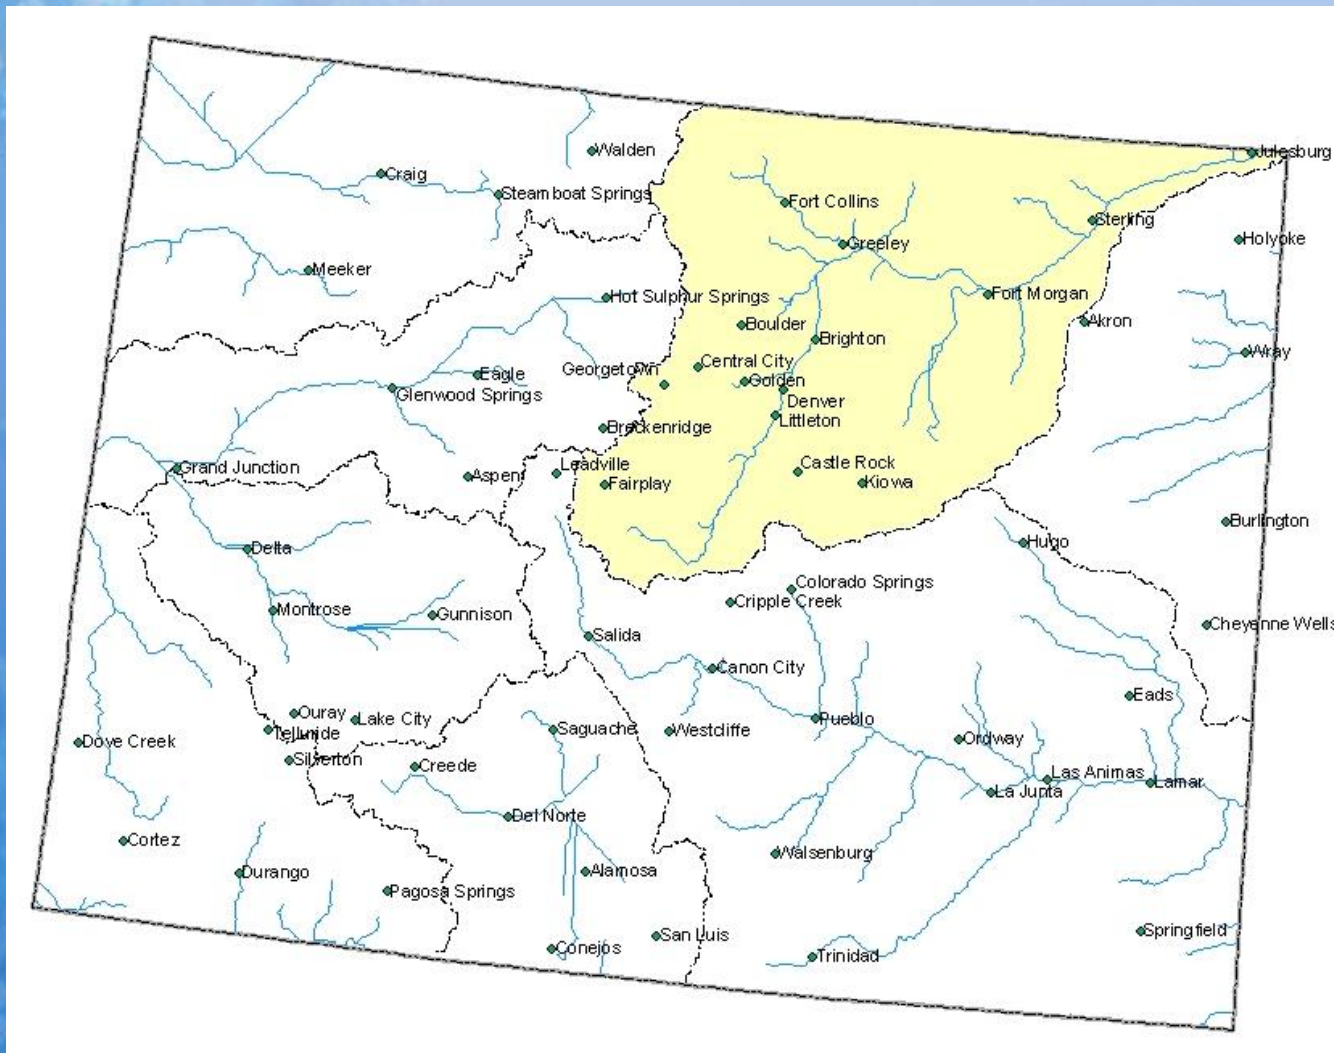 Julesburg
Walden
Craig
Steamboat Springs
Fort Collins
Sterling
Greeley
Holyoke
Meeker
Hot Sulphur Springs
Fort Morgan
Boulder
Akron
Brighton
Wray
Central City
Georgetown
Eagle
Golden
Glenwood Springs
Denver
Littleton
Breckenridge
Grand Junction
Leadville
Castle Rock
Aspen
Fairplay
Kiowa
Burlington
Delta
Hugo
Colorado Springs
Cripple Creek
Montrose
Gunnison
Cheyenne Wells
Salida
Canon City
Eads
Ouray
Lake City
Pueblo
Telluride
Saguache
Westcliffe
Ordway
Dove Creek
Silverton
Creede
Las Animas
Lamar
La Junta
Del Norte
Cortez
Walsenburg
Durango
Alamosa
Pagosa Springs
Springfield
San Luis
Conejos
Trinidad